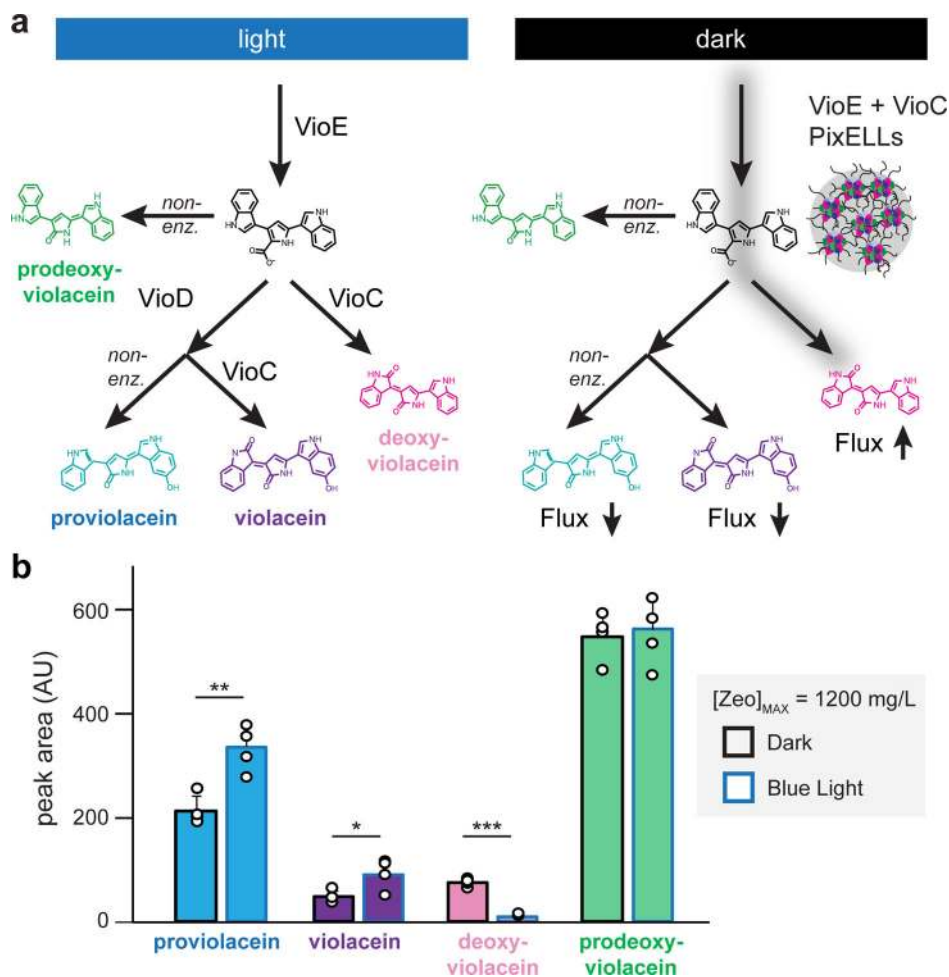 a
light
dark
VioE
VioE + VioC
PixELLs
non-
enz.
prodeoxy-
violacein
non-
enz.
VioD
VioC
non-
enz.
VioC
deoxy-
violacein
proviolacein
violacein
non-
enz.
Flux
Flux
Flux
b
peak area (AU)
600
400
200
0
**
*
***
proviolacein
violacein
deoxy-
violacein
prodeoxy-
violacein
[Zeo]MAX = 1200 mg/L
Dark
Blue Light